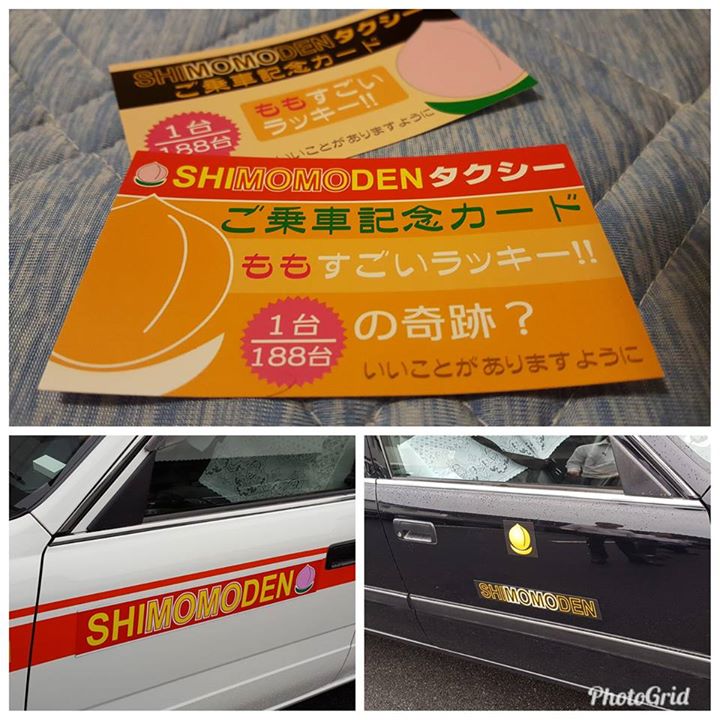 SHIMOMODENタクシー
ご乗車記念カード
ももすごい
ラッキー!!
1台
188台
いいことがありますように
SHIMOMODENタクシー
ご乗車記念カード
ももすごいラッキー!!
1台
188台
の奇跡?
いいことがありますように
SHIMOMODEN
SHIMOMODEN
PhotoGrid